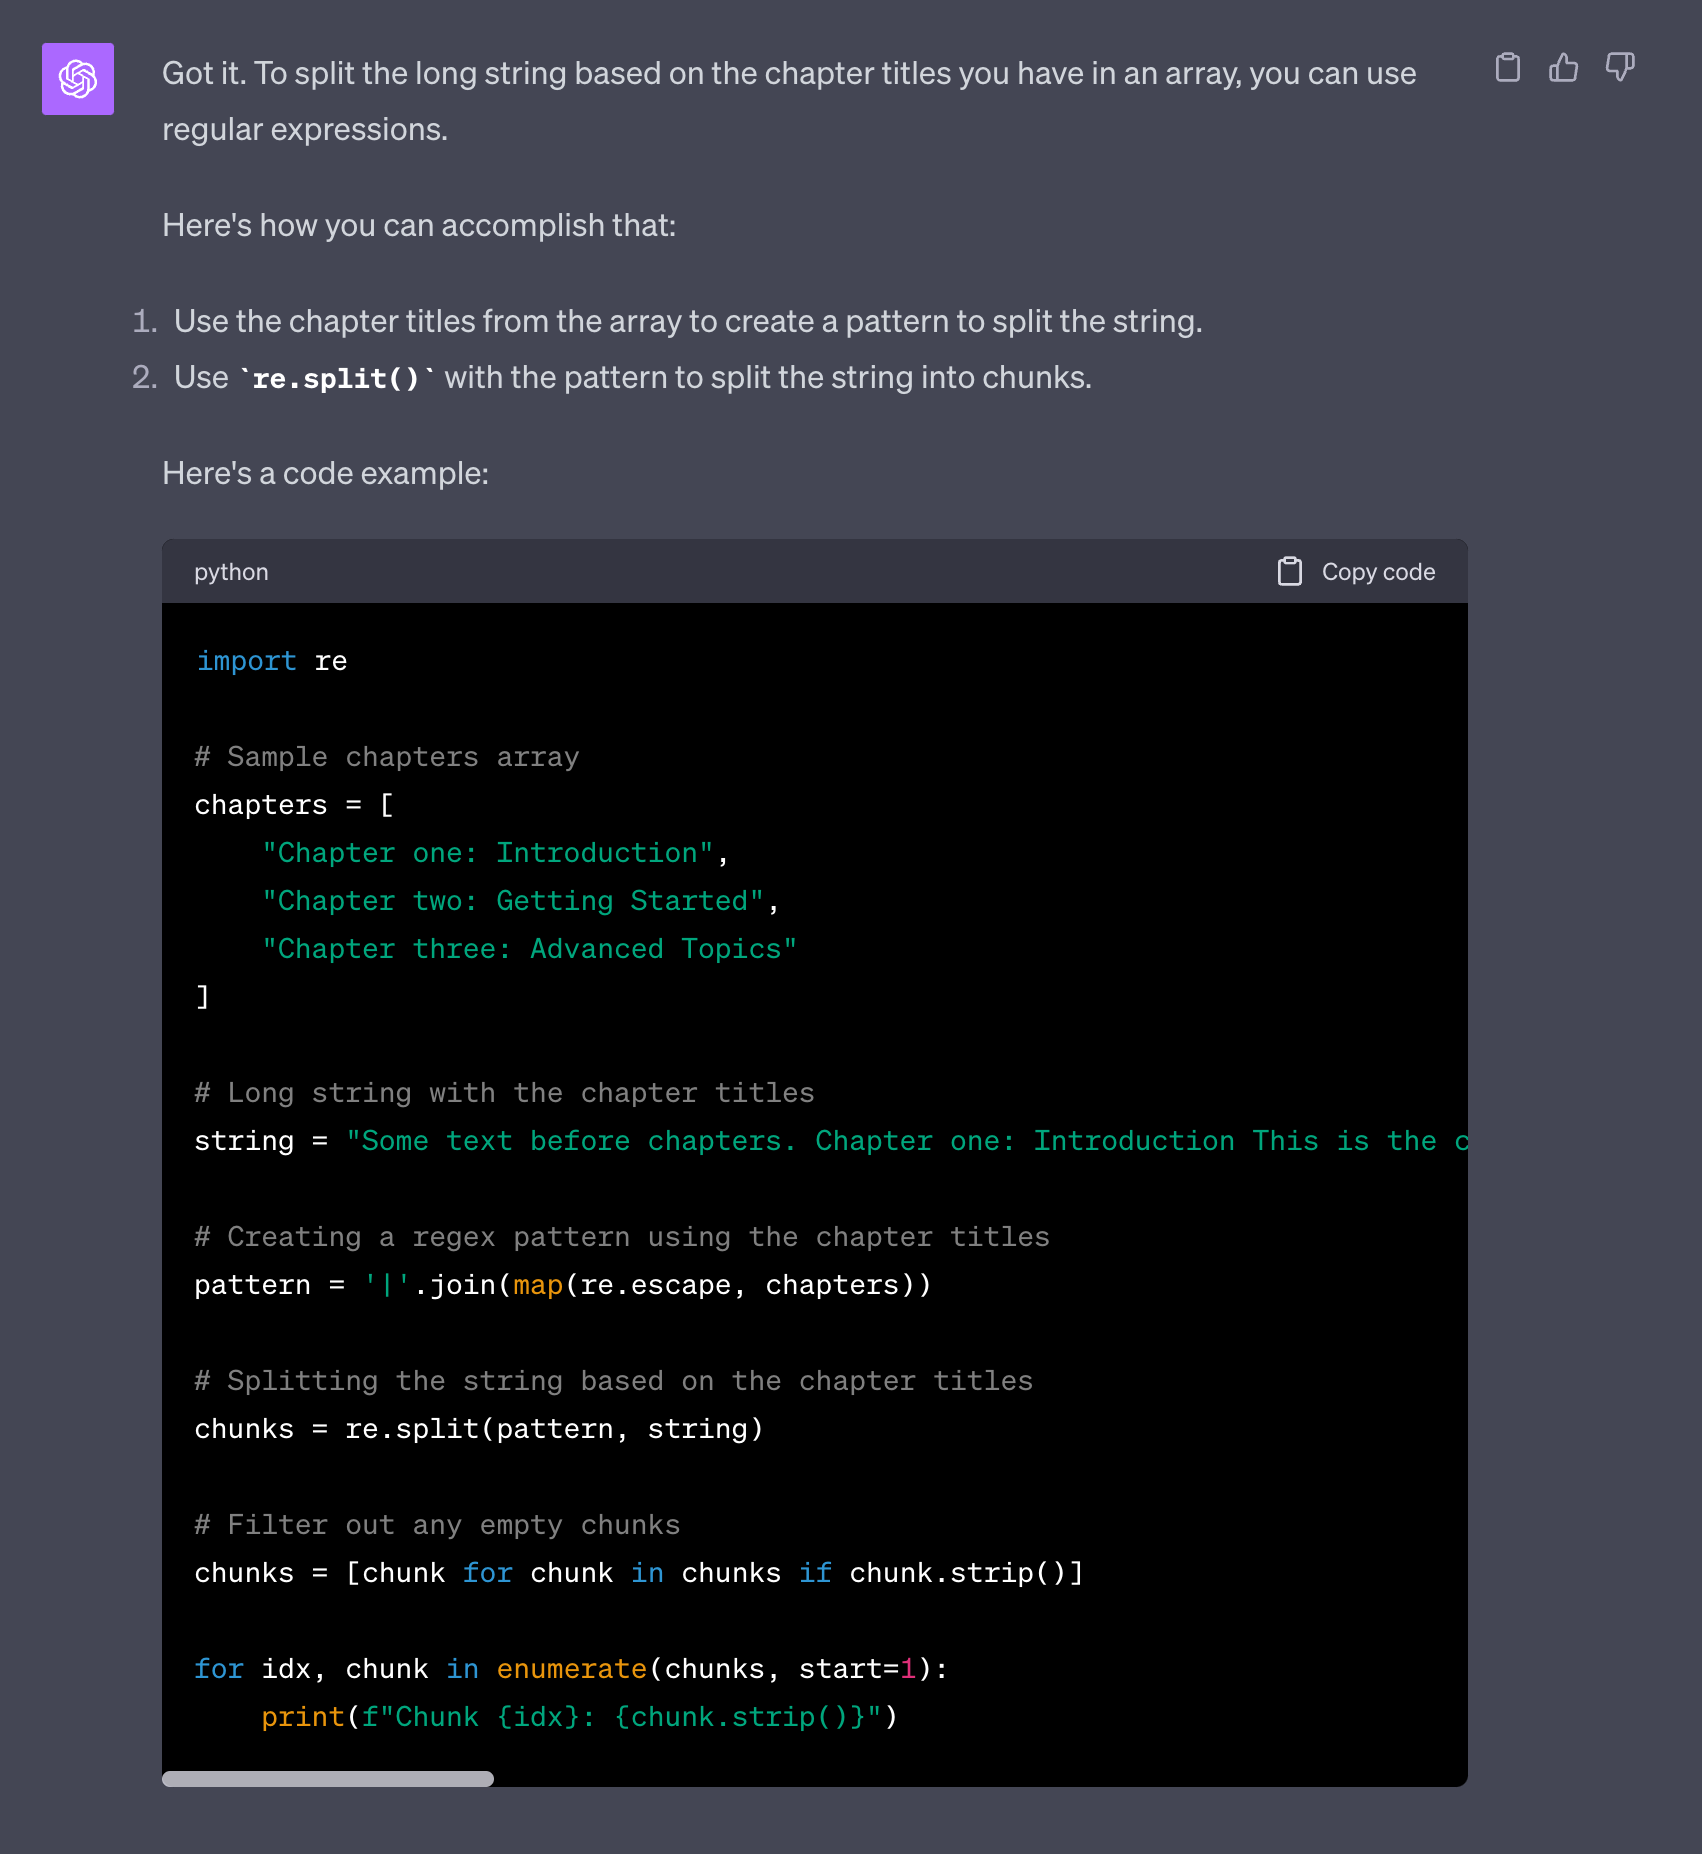 Got it. To split the long string based on the chapter titles you have in an array, you can use
regular expressions.
Here's how you can accomplish that:
1. Use the chapter titles from the array to create a pattern to split the string.
2. Use `re.split()` with the pattern to split the string into chunks.
Here's a code example:
python
Copy code
import re
# Sample chapters array
chapters = [
    "Chapter one: Introduction",
    "Chapter two: Getting Started",
    "Chapter three: Advanced Topics"
]
# Long string with the chapter titles
string = "Some text before chapters. Chapter one: Introduction This is the c
# Creating a regex pattern using the chapter titles
pattern = '|'.join(map(re.escape, chapters))
# Splitting the string based on the chapter titles
chunks = re.split(pattern, string)
# Filter out any empty chunks
chunks = [chunk for chunk in chunks if chunk.strip()]
for idx, chunk in enumerate(chunks, start=1):
    print(f"Chunk {idx}: {chunk.strip()}")